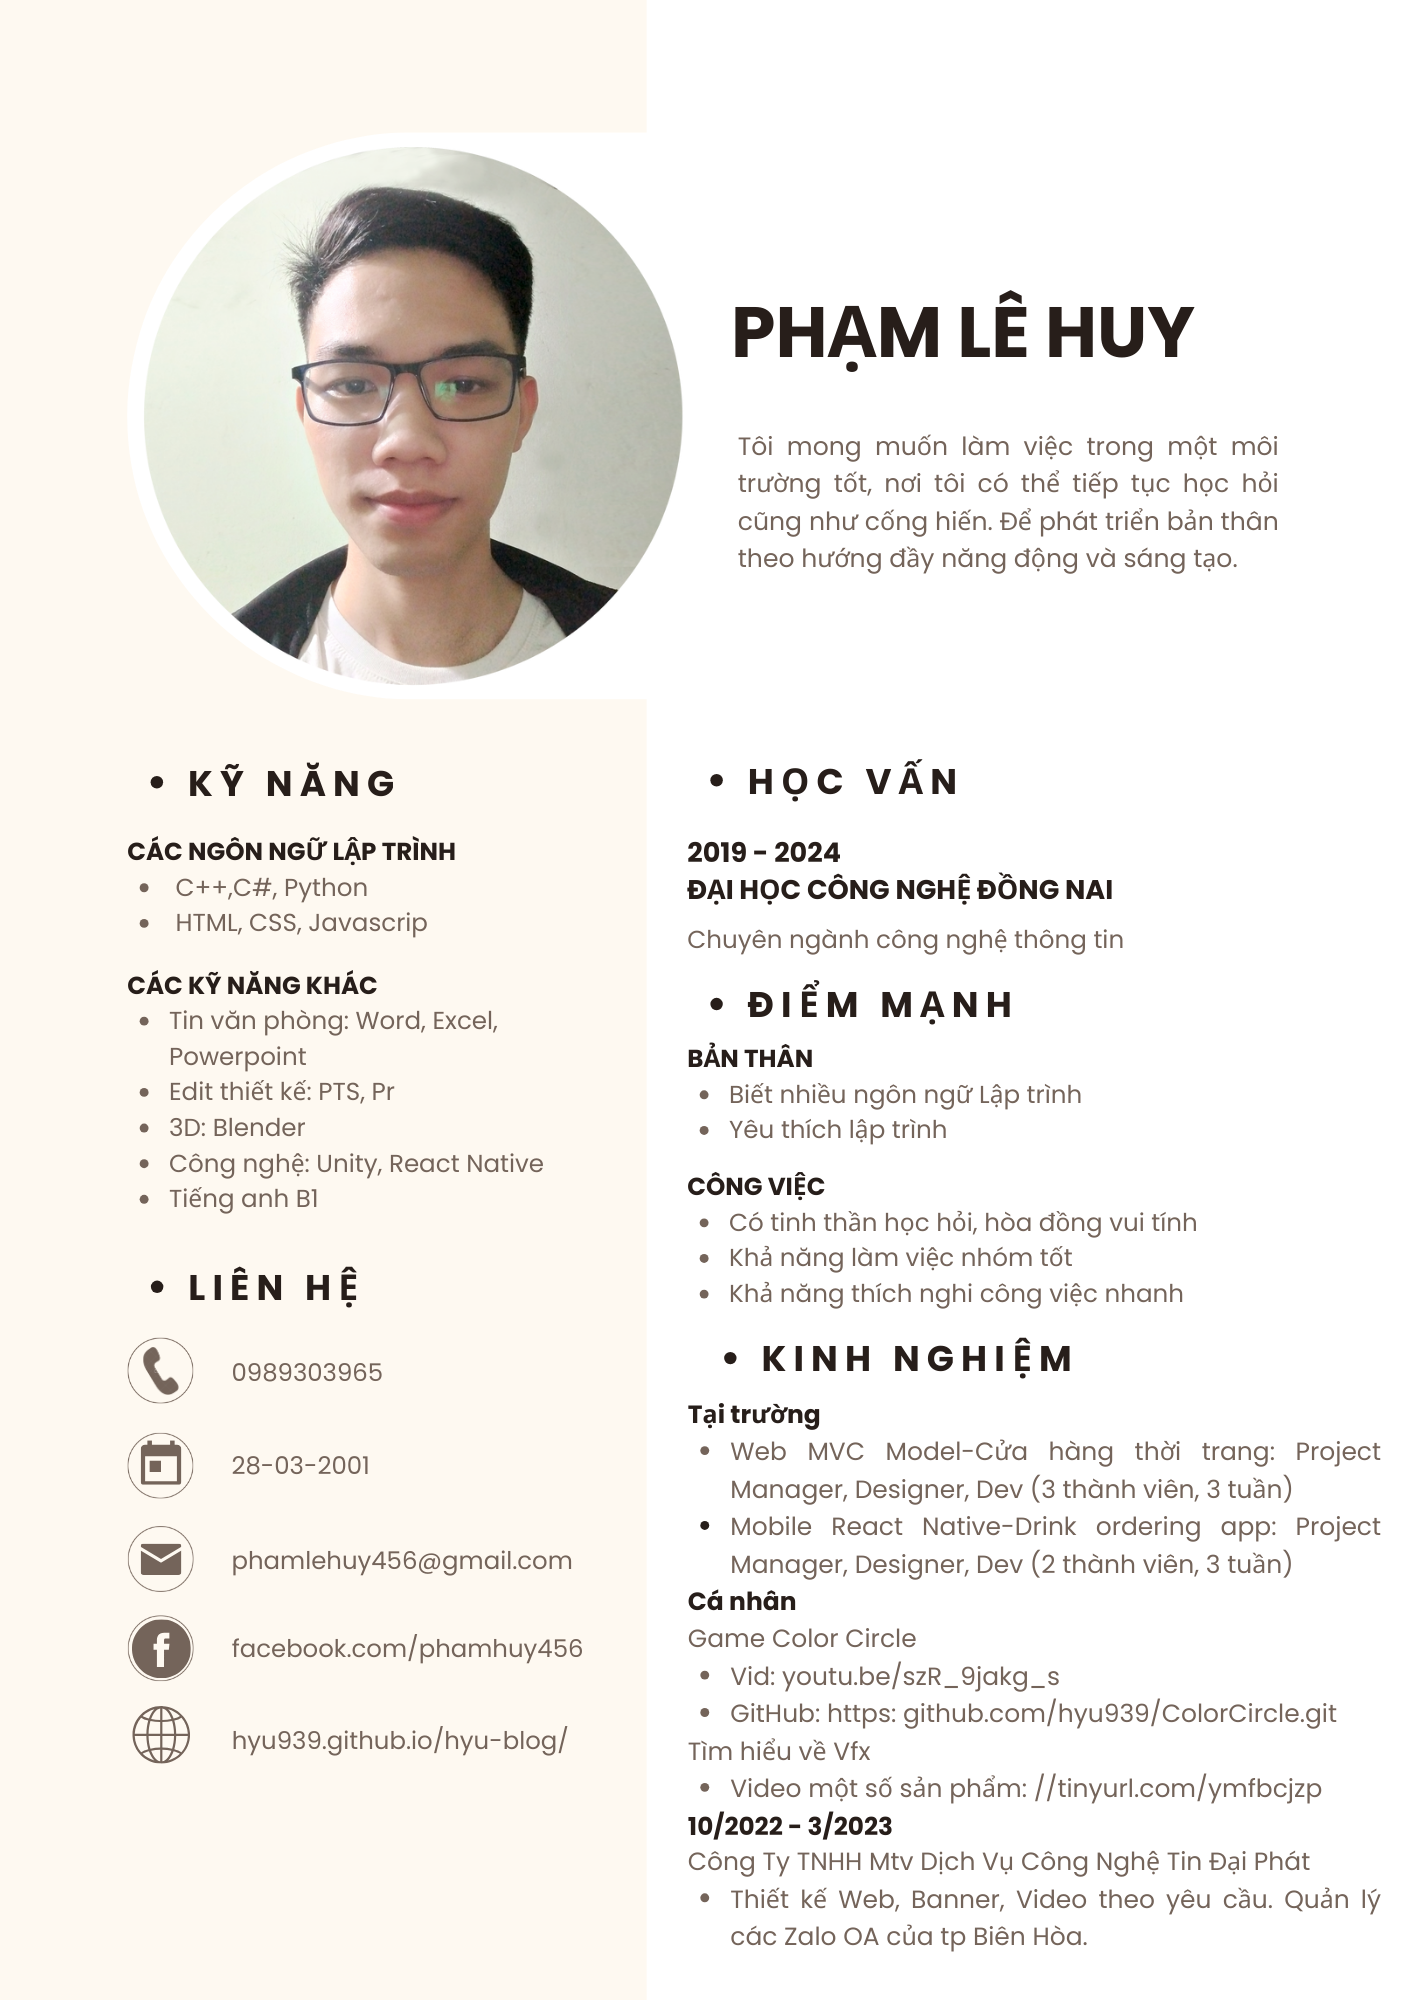 PHẠM LÊ HUY
Tôi mong muốn làm việc trong một môi
trường tốt, nơi tôi có thể tiếp tục học hỏi
cũng như cống hiến. Để phát triển bản thân
theo hướng đầy năng động và sáng tạo.
• KỸ NĂNG
CÁC NGÔN NGỮ LẬP TRÌNH
• C++,C#, Python
• HTML, CSS, Javascrip
CÁC KỸ NĂNG KHÁC
• Tin văn phòng: Word, Excel,
Powerpoint
• Edit thiết kế: PTS, Pr
• 3D: Blender
• Công nghệ: Unity, React Native
• Tiếng anh B1
• LIÊN HỆ
0989303965
28-03-2001
phamlehuy456@gmail.com
facebook.com/phamhuy456
hyu939.github.io/hyu-blog/
• HỌC VẤN
2019 - 2024
ĐẠI HỌC CÔNG NGHỆ ĐỒNG NAI
Chuyên ngành công nghệ thông tin
• ĐIỂM MẠNH
BẢN THÂN
• Biết nhiều ngôn ngữ Lập trình
• Yêu thích lập trình
CÔNG VIỆC
• Có tinh thần học hỏi, hòa đồng vui tính
• Khả năng làm việc nhóm tốt
• Khả năng thích nghi công việc nhanh
• KINH NGHIỆM
Tại trường
• Web MVC Model-Cửa hàng thời trang: Project
Manager, Designer, Dev (3 thành viên, 3 tuần)
• Mobile React Native-Drink ordering app: Project
Manager, Designer, Dev (2 thành viên, 3 tuần)
Cá nhân
Game Color Circle
• Vid: youtu.be/szR_9jakg_s
• GitHub: https: github.com/hyu939/ColorCircle.git
Tìm hiểu về Vfx
• Video một số sản phẩm: //tinyurl.com/ymfbcjzp
10/2022 - 3/2023
Công Ty TNHH Mtv Dịch Vụ Công Nghệ Tin Đại Phát
• Thiết kế Web, Banner, Video theo yêu cầu. Quản lý
các Zalo OA của tp Biên Hòa.